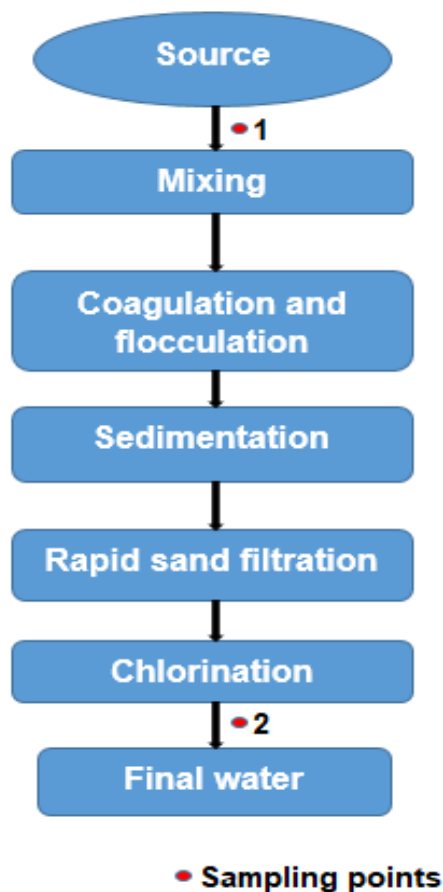 Source
1
Mixing
Coagulation and
flocculation
Sedimentation
Rapid sand filtration
Chlorination
2
Final water
Sampling points